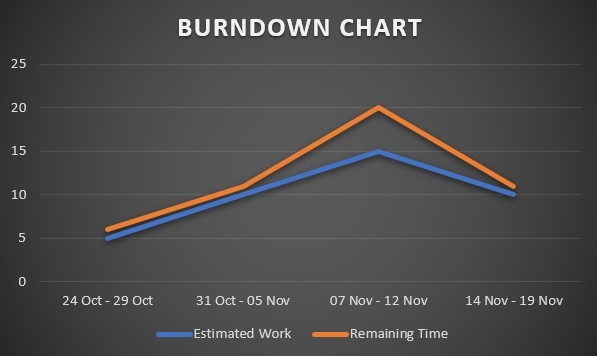 BURNDOWN CHART
25
20
15
10
5
0
24 Oct - 29 Oct 31 Oct - 05 Nov 07 Nov - 12 Nov 14 Nov - 19 Nov
Estimated Work Remaining Time